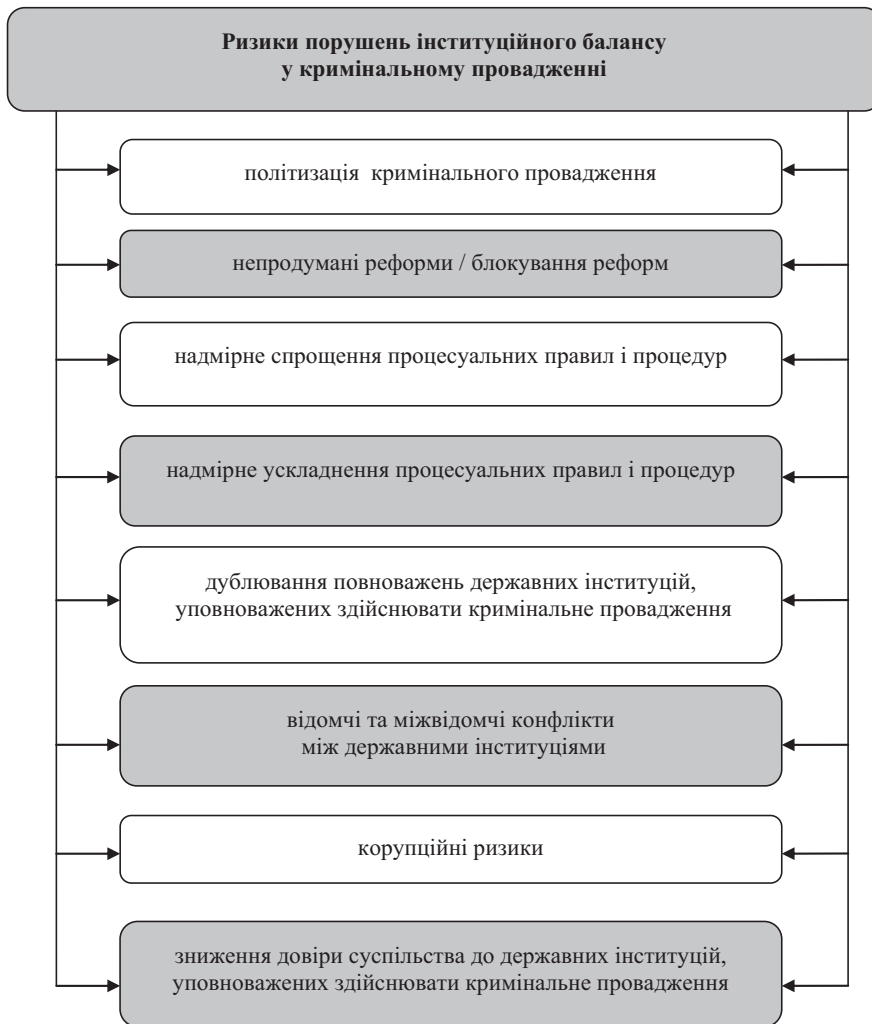 Ризики порушень інституційного балансу
у кримінальному провадженні
політизація кримінального провадження
непродумані реформи / блокування реформ
надмірне спрощення процесуальних правил і процедур
надмірне ускладнення процесуальних правил і процедур
дублювання повноважень державних інституцій,
уповноважених здійснювати кримінальне провадження
відомчі та міжвідомчі конфлікти
між державними інституціями
корупційні ризики
зниження довіри суспільства до державних інституцій,
уповноважених здійснювати кримінальне провадження